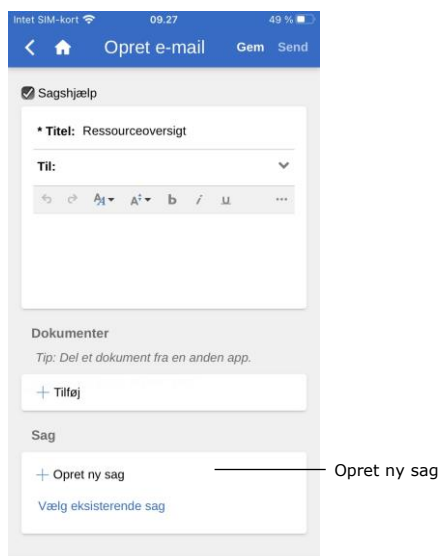 Intet SIM-kort 09.27 49 %
Opret e-mail Gem Send
Sagshjælp
* Titel: Ressourceoversigt
Til:
A A b i u ...
Dokumenter
Tip: Del et dokument fra en anden app.
+ Tilføj
Sag
+ Opret ny sag
Opret ny sag
Vælg eksisterende sag